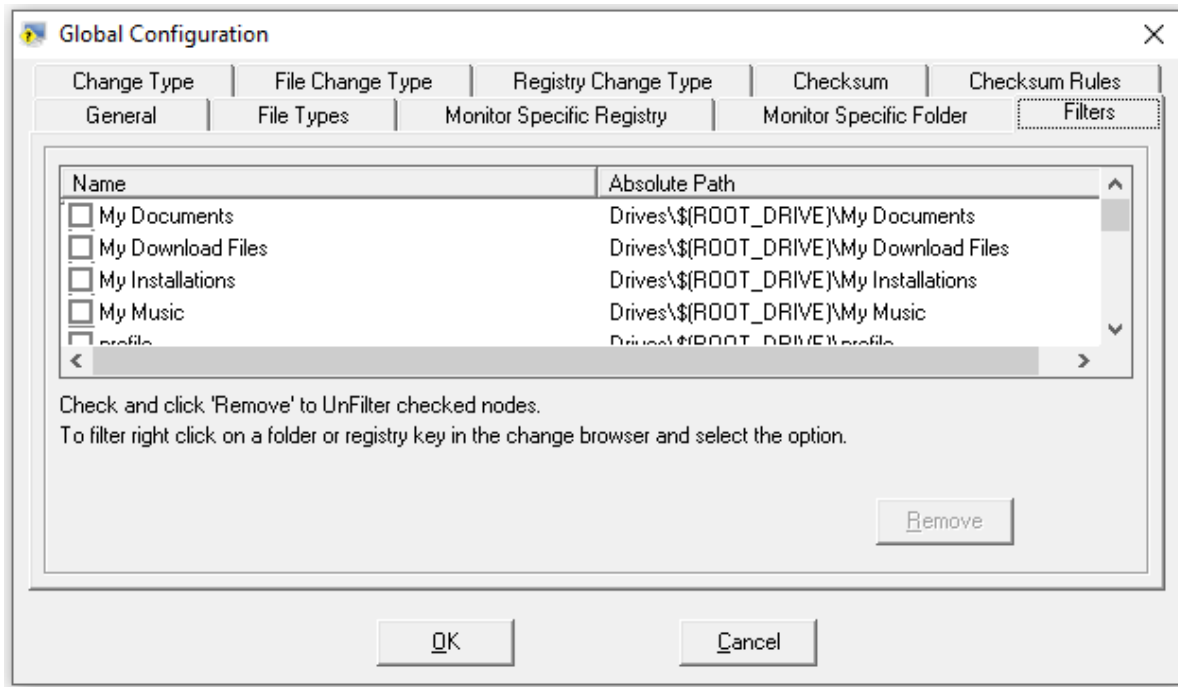 Global Configuration
Change Type File Change Type Registry Change Type Checksum Checksum Rules
General File Types Monitor Specific Registry Monitor Specific Folder Filters
Name Absolute Path
My Documents Drives\$(ROOT_DRIVE)\My Documents
My Download Files Drives\$(ROOT_DRIVE)\My Download Files
My Installations Drives\$(ROOT_DRIVE)\My Installations
My Music Drives\$(ROOT_DRIVE)\My Music
profile Drives\$(ROOT_DRIVE)\profile
Check and click 'Remove' to UnFilter checked nodes.
To filter right click on a folder or registry key in the change browser and select the option.
Remove
OK Cancel